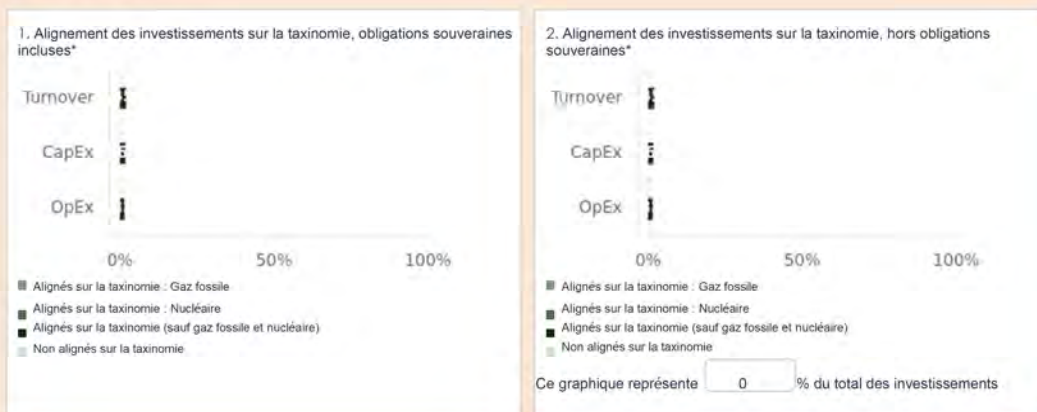 1. Alignement des investissements sur la taxinomie, obligations souveraines
incluses*
Turnover
CapEx
OpEx
0% 50% 100%
Alignés sur la taxinomie : Gaz fossile
Alignés sur la taxinomie : Nucléaire
Alignés sur la taxinomie (sauf gaz fossile et nucléaire)
Non alignés sur la taxinomie
2. Alignement des investissements sur la taxinomie, hors obligations
souveraines*
Turnover
CapEx
OpEx
0% 50% 100%
Alignés sur la taxinomie : Gaz fossile
Alignés sur la taxinomie : Nucléaire
Alignés sur la taxinomie (sauf gaz fossile et nucléaire)
Non alignés sur la taxinomie
Ce graphique représente 0 % du total des investissements